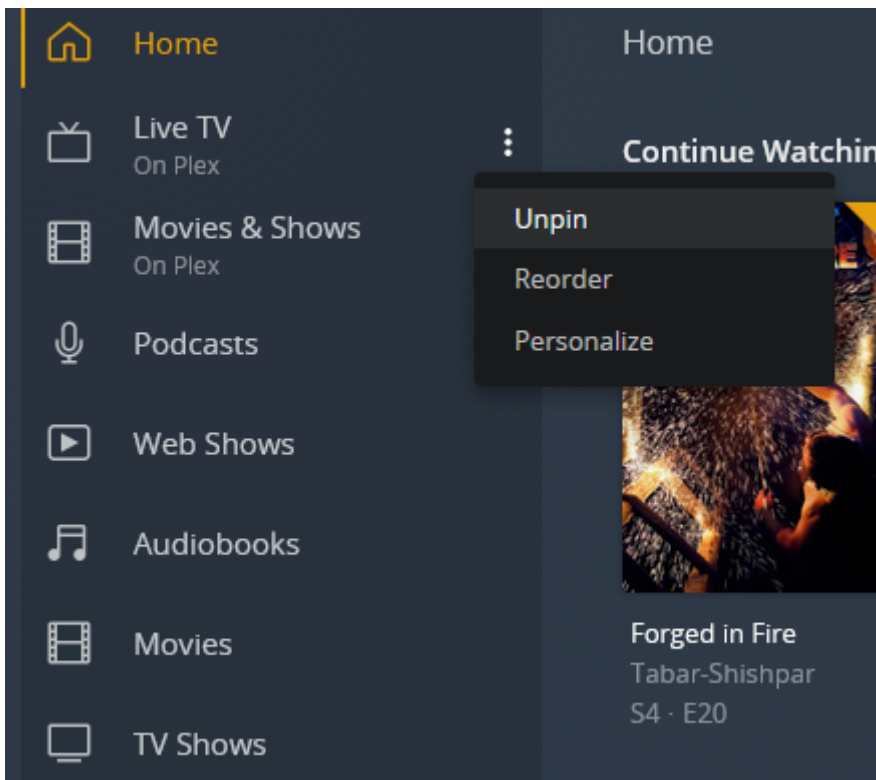 Home
Live TV
On Plex
Movies & Shows
On Plex
Podcasts
Web Shows
Audiobooks
Movies
TV Shows
Unpin
Reorder
Personalize
Home
Continue Watchin
Forged in Fire
Tabar-Shishpar
S4 · E20